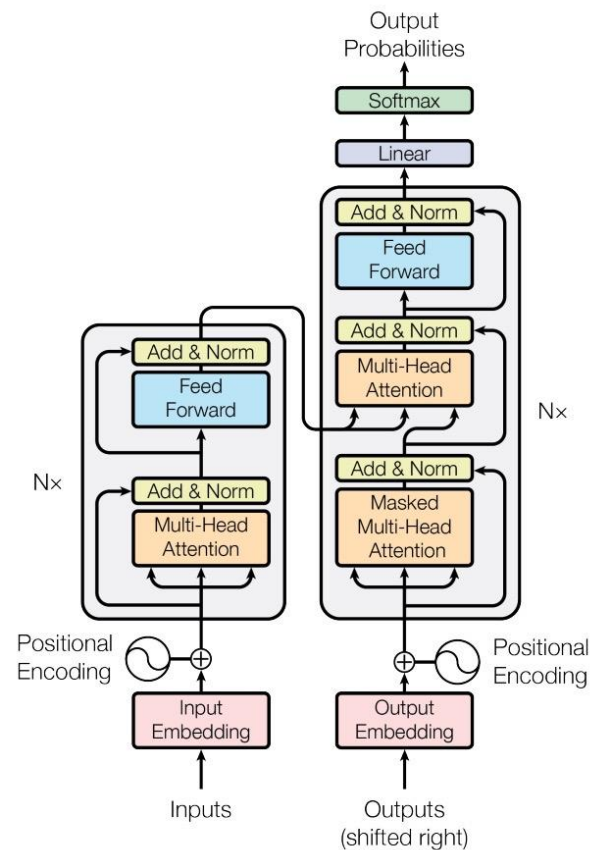 Output
Probabilities
Softmax
Linear
Add & Norm
Feed
Forward
Add & Norm
Multi-Head
Attention
N×
Add & Norm
Masked
Multi-Head
Attention
Add & Norm
Feed
Forward
N×
Add & Norm
Multi-Head
Attention
Positional
Encoding
Positional
Encoding
Input
Embedding
Output
Embedding
Inputs
Outputs
(shifted right)